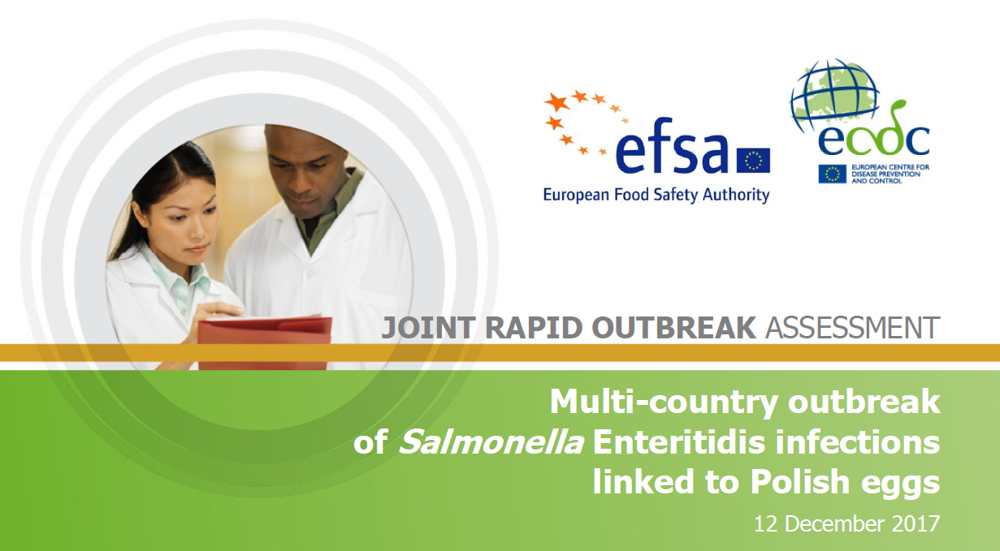 efsa
European Food Safety Authority
ecdc
EUROPEAN CENTRE FOR
DISEASE PREVENTION
AND CONTROL
JOINT RAPID OUTBREAK ASSESSMENT
Multi-country outbreak
of Salmonella Enteritidis infections
linked to Polish eggs
12 December 2017